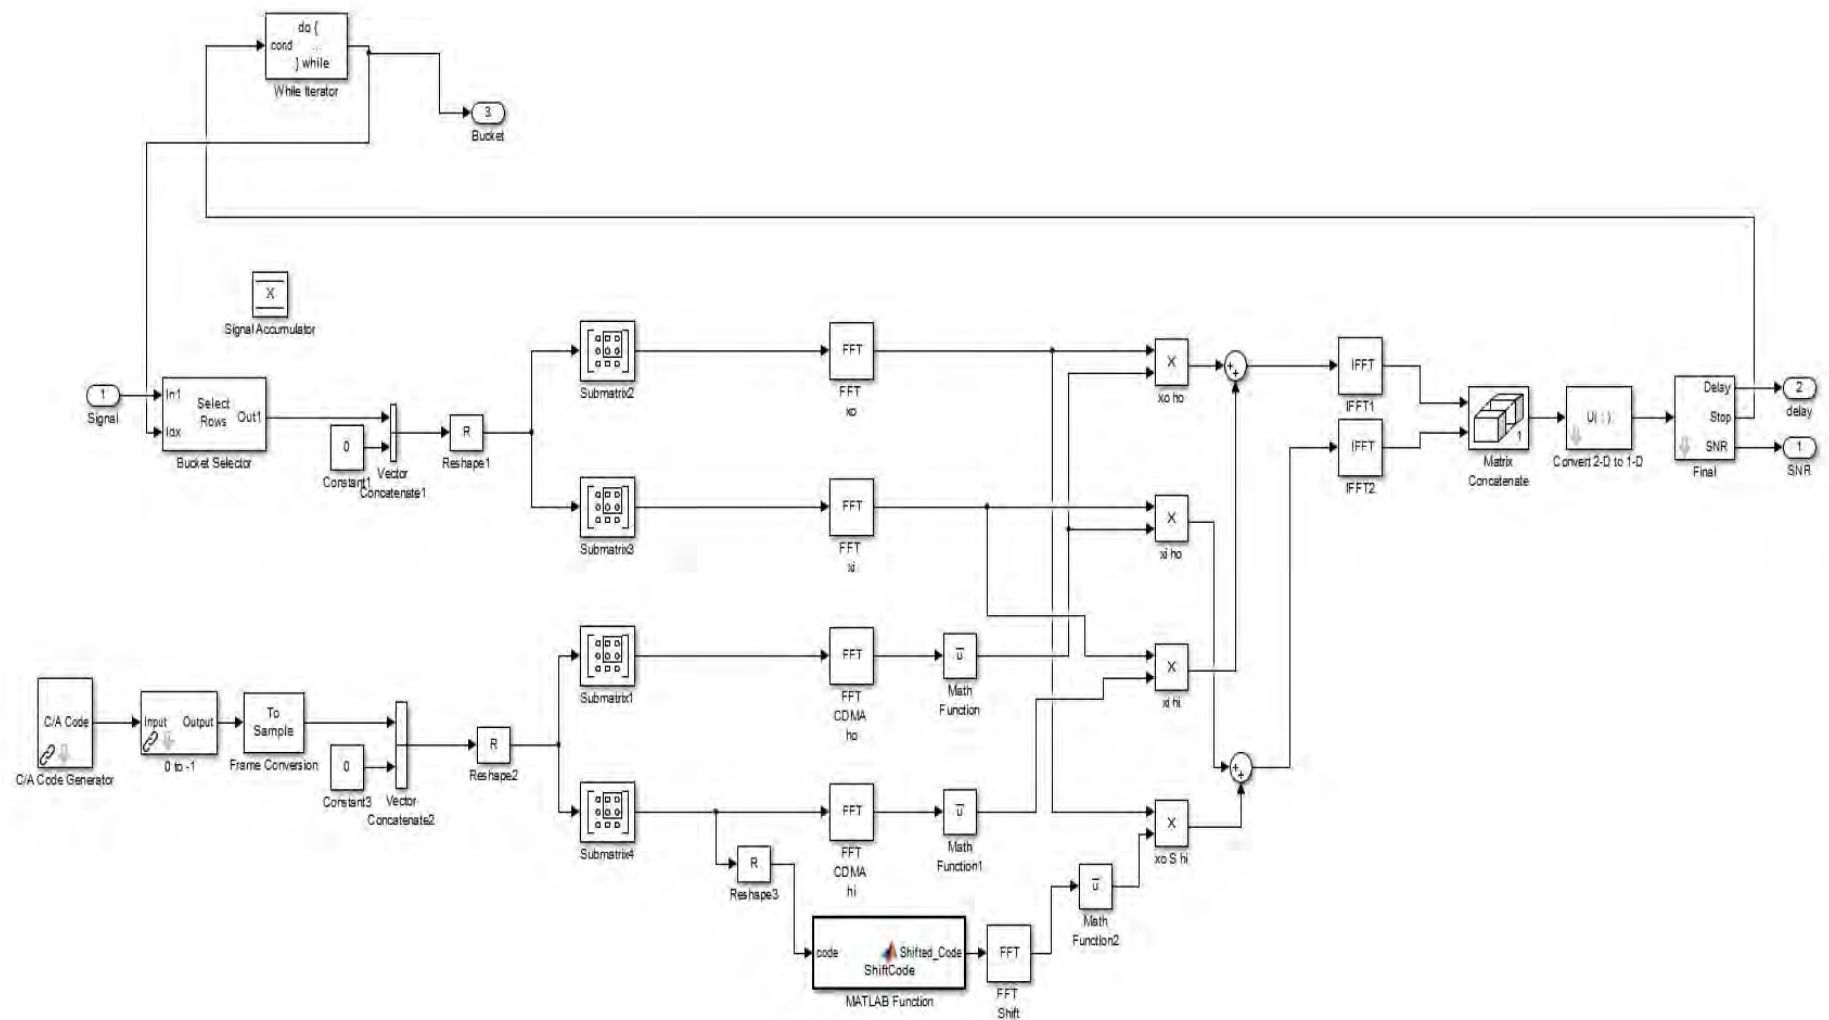 do {
cond ...
} while
While Iterator
3
Bucket
X
Signal Accumulator
1
Signal
In1
Idx
Select
Rows
Out1
Bucket Selector
0
Constant1
Vector
Concatenate1
R
Reshape1
Submatrix2
Submatrix3
FFT
FFT
xo
FFT
FFT
xi
X
xo ho
X
xi ho
+
+
IFFT
IFFT1
IFFT
IFFT2
1
Matrix
Concatenate
U( : )
Convert 2-D to 1-D
Delay
Stop
SNR
Final
2
delay
1
SNR
C/A Code
C/A Code Generator
Input Output
0 to -1
To
Sample
Frame Conversion
0
Constant3
Vector
Concatenate2
R
Reshape2
Submatrix1
Submatrix4
FFT
FFT
CDMA
ho
u
Math
Function
X
xi hi
FFT
FFT
CDMA
hi
u
Math
Function1
+
+
X
xo S hi
R
Reshape3
code Shifted_Code
ShiftCode
MATLAB Function
FFT
FFT
Shift
u
Math
Function2